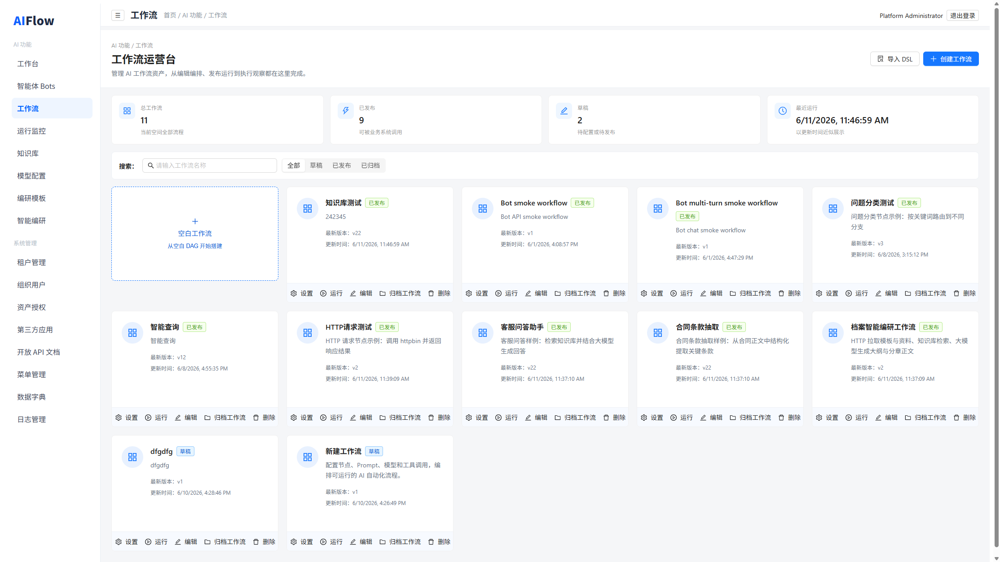 AIFlow
AI 功能
工作台
智能体 Bots
工作流
运行监控
知识库
模型配置
编研模板
智能编研
系统管理
租户管理
组织用户
资产授权
第三方应用
开放 API 文档
菜单管理
数据字典
日志管理
工作流 首页 / AI 功能 / 工作流
Platform Administrator 退出登录
AI 功能 / 工作流
工作流运营台
管理 AI 工作流资产，从编辑编排、发布运行到执行观察都在这里完成。
导入 DSL 创建工作流
总工作流
11
当前空间全部流程
已发布
9
可被业务系统调用
草稿
2
待配置或待发布
最近运行
6/11/2026, 11:46:59 AM
以更新时间近似展示
搜索： 请输入工作流名称 全部 草稿 已发布 已归档
空白工作流
从空白 DAG 开始搭建
知识库测试 已发布
242345
最新版本：v22
更新时间：6/11/2026, 11:46:59 AM
设置 运行 编辑 归档工作流 删除
Bot smoke workflow 已发布
Bot API smoke workflow
最新版本：v1
更新时间：6/1/2026, 4:08:57 PM
设置 运行 编辑 归档工作流 删除
Bot multi-turn smoke workflow
已发布
Bot chat smoke workflow
最新版本：v1
更新时间：6/1/2026, 4:47:29 PM
设置 运行 编辑 归档工作流 删除
问题分类测试 已发布
问题分类节点示例：按关键词路由到不同
分支
最新版本：v3
更新时间：6/8/2026, 3:15:12 PM
设置 运行 编辑 归档工作流 删除
智能查询 已发布
智能查询
最新版本：v12
更新时间：6/8/2026, 4:55:35 PM
设置 运行 编辑 归档工作流 删除
HTTP请求测试 已发布
HTTP 请求节点示例：调用 httpbin 并返回
响应结果
最新版本：v2
更新时间：6/11/2026, 11:39:09 AM
设置 运行 编辑 归档工作流 删除
客服问答助手 已发布
客服问答样例：检索知识库并结合大模型
生成回答
最新版本：v22
更新时间：6/11/2026, 11:37:10 AM
设置 运行 编辑 归档工作流 删除
合同条款抽取 已发布
合同条款抽取样例：从合同正文中结构化
提取关键条款
最新版本：v22
更新时间：6/11/2026, 11:37:10 AM
设置 运行 编辑 归档工作流 删除
档案智能编研工作流 已发布
HTTP 拉取模板与资料、知识库检索、大模
型生成大纲与分章正文
最新版本：v2
更新时间：6/11/2026, 11:37:09 AM
设置 运行 编辑 归档工作流 删除
dfgdfg 草稿
dfgdfg
最新版本：v1
更新时间：6/10/2026, 4:28:46 PM
设置 运行 编辑 归档工作流 删除
新建工作流 草稿
配置节点、Prompt、模型和工具调用，编
排可运行的 AI 自动化流程。
最新版本：v1
更新时间：6/10/2026, 4:26:49 PM
设置 运行 编辑 归档工作流 删除